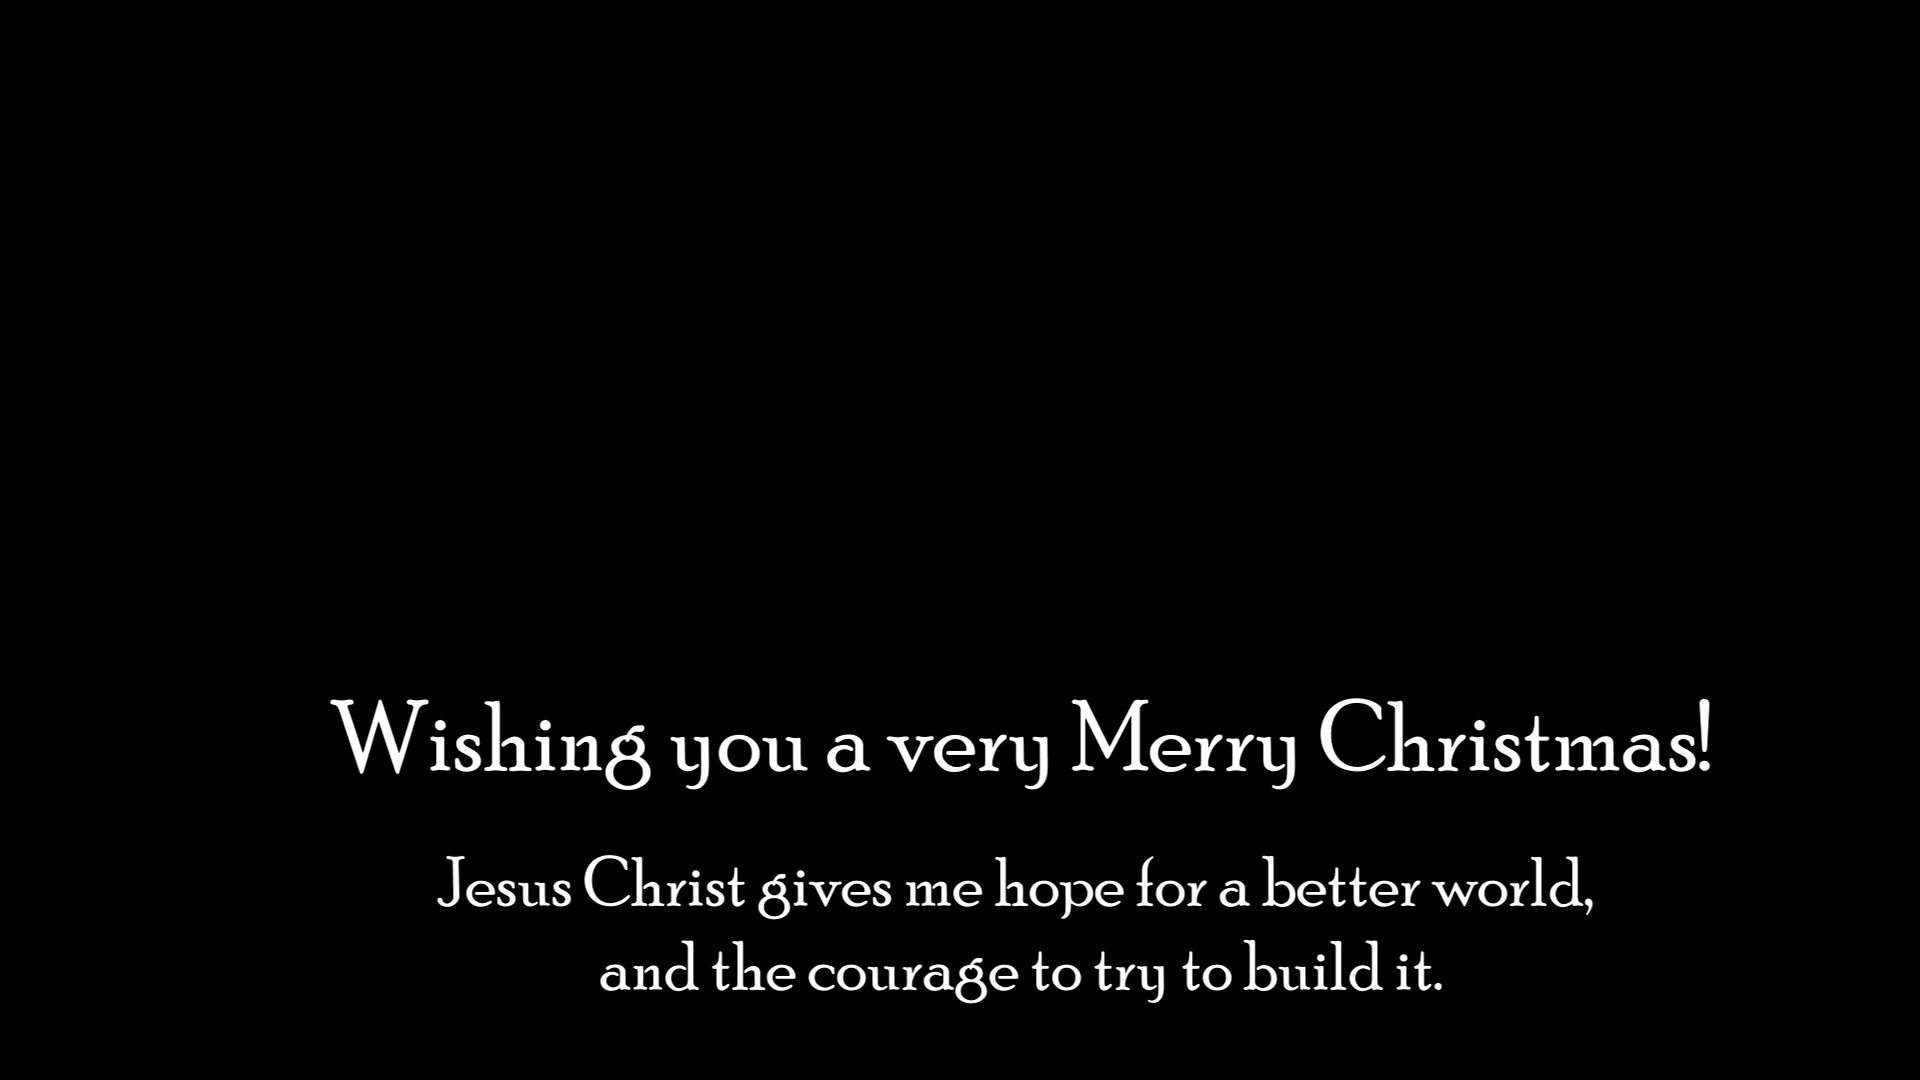 Wishing you a very Merry Christmas!
Jesus Christ gives me hope for a better world,
and the courage to try to build it.